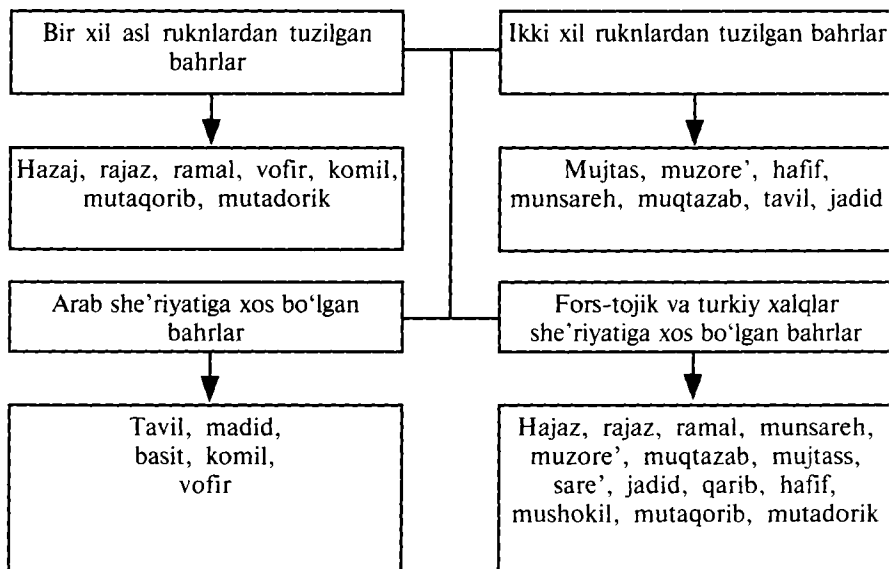 Bir xil asl ruknlardan tuzilgan
bahrlar
Ikki xil ruknlardan tuzilgan bahrlar
Hazaj, rajaz, ramal, vofir, komil,
mutaqorib, mutadorik
Mujtas, muzore’, hafif,
munsareh, muqtazab, tavil, jadid
Arab she’riyatiga xos bo‘lgan
bahrlar
Fors-tojik va turkiy xalqlar
she’riyatiga xos bo‘lgan bahrlar
Tavil, madid,
basit, komil,
vofir
Hajaz, rajaz, ramal, munsareh,
muzore’, muqtazab, mujtass,
sare’, jadid, qarib, hafif,
mushokil, mutaqorib, mutadorik